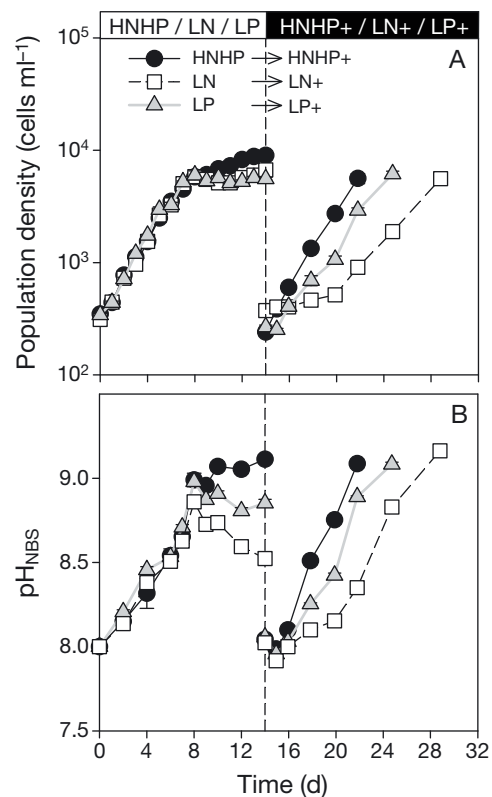 HNHP / LN / LP
HNHP+ / LN+ / LP+
A
HNHP → HNHP+
LN → LN+
LP → LP+
Population density (cells ml⁻¹)
10⁵
10⁴
10³
10²
B
pH_NBS
9.0
8.5
8.0
7.5
0 4 8 12 16 20 24 28 32
Time (d)